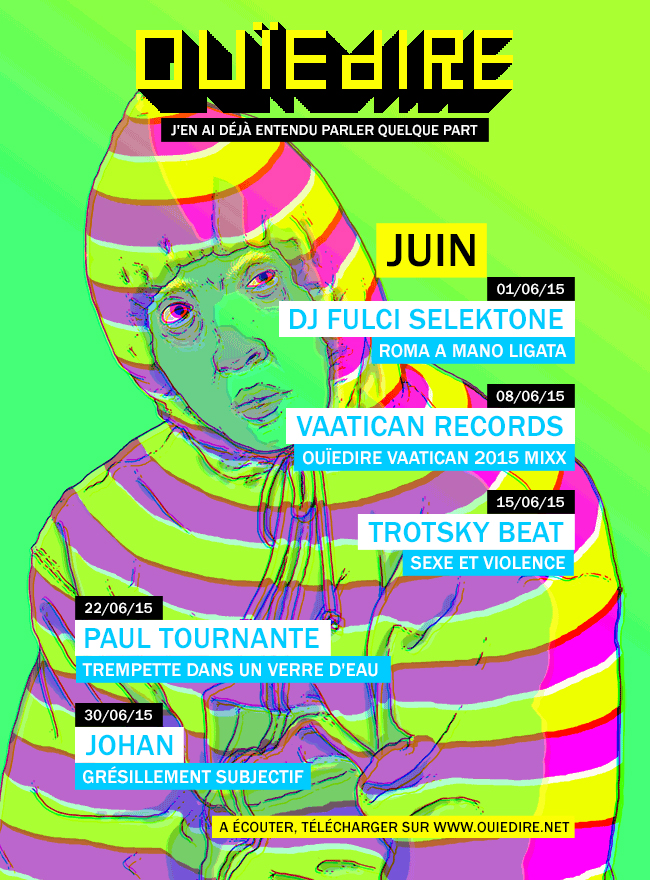 OUÏEdIRE
J'EN AI DÉJÀ ENTENDU PARLER QUELQUE PART
JUIN
01/06/15
DJ FULCI SELEKTONE
ROMA A MANO LIGATA
08/06/15
VAATICAN RECORDS
OUÏEDIRE VAATICAN 2015 MIXX
15/06/15
TROTSKY BEAT
SEXE ET VIOLENCE
22/06/15
PAUL TOURNANTE
TREMPETTE DANS UN VERRE D'EAU
30/06/15
JOHAN
GRÉSILLEMENT SUBJECTIF
A ÉCOUTER, TÉLÉCHARGER SUR WWW.OUIEDIRE.NET